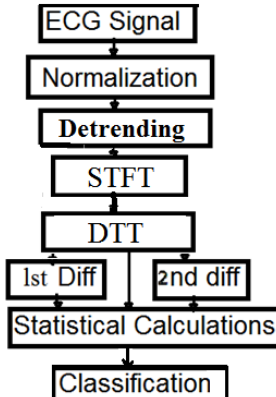 ECG Signal
Normalization
Detrending
STFT
DTT
1st Diff
2nd diff
Statistical Calculations
Classification